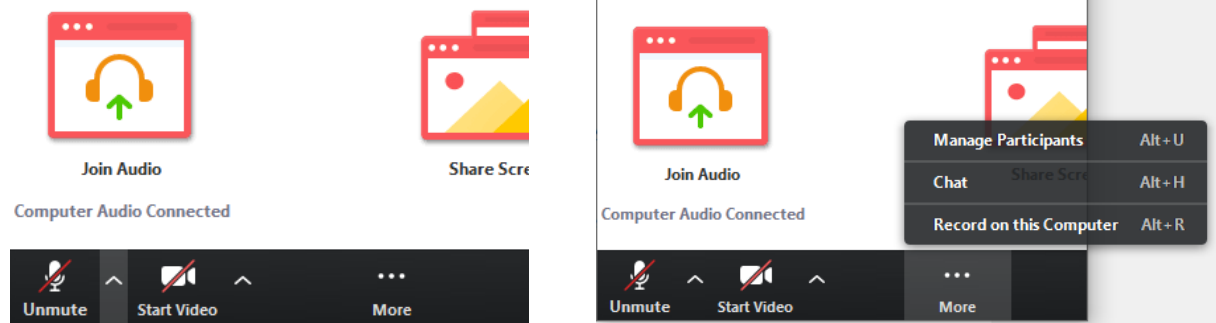 Join Audio
Share Scre
Computer Audio Connected
Unmute
Start Video
More
Join Audio
Share Scre
Computer Audio Connected
Manage Participants Alt+U
Chat Alt+H
Record on this Computer Alt+R
Unmute
Start Video
More